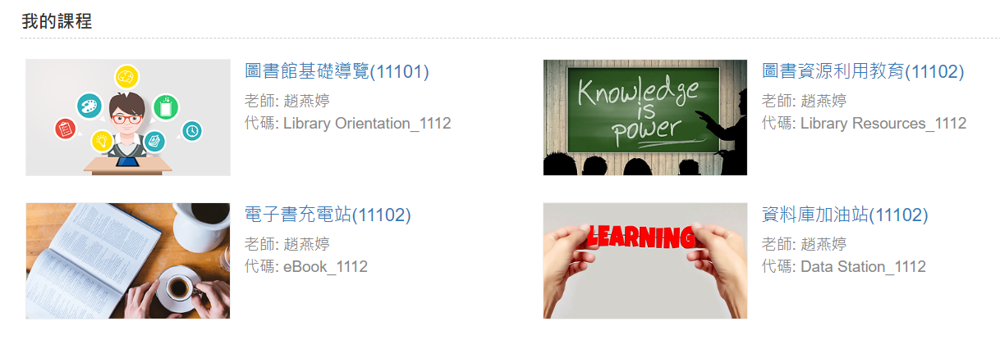 我的課程
圖書館基礎導覽(11101)
老師: 趙燕婷
代碼: Library Orientation_1112
Knowledge
is
power
圖書資源利用教育(11102)
老師: 趙燕婷
代碼: Library Resources_1112
電子書充電站(11102)
老師: 趙燕婷
代碼: eBook_1112
LEARNING
資料庫加油站(11102)
老師: 趙燕婷
代碼: Data Station_1112